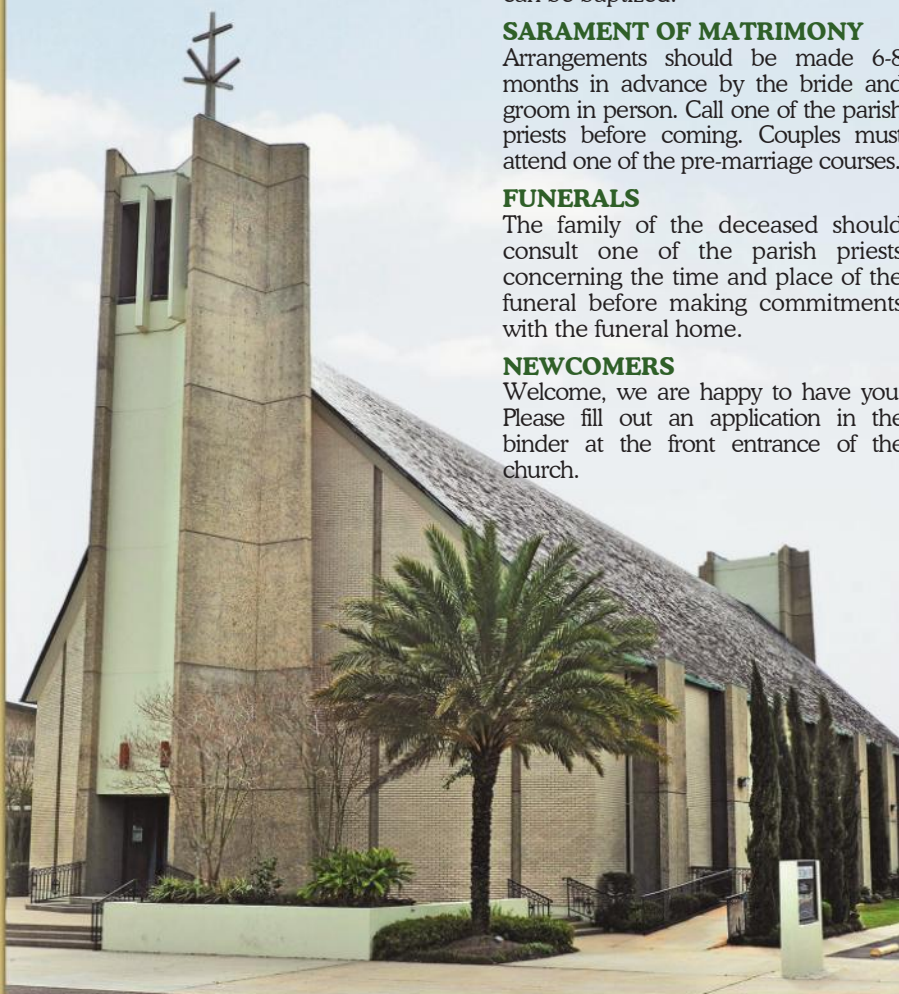 can be baptized.
SARAMENT OF MATRIMONY
Arrangements should be made 6-8
months in advance by the bride and
groom in person. Call one of the parish
priests before coming. Couples must
attend one of the pre-marriage courses.
FUNERALS
The family of the deceased should
consult one of the parish priests
concerning the time and place of the
funeral before making commitments
with the funeral home.
NEWCOMERS
Welcome, we are happy to have you
Please fill out an application in the
binder at the front entrance of the
church.